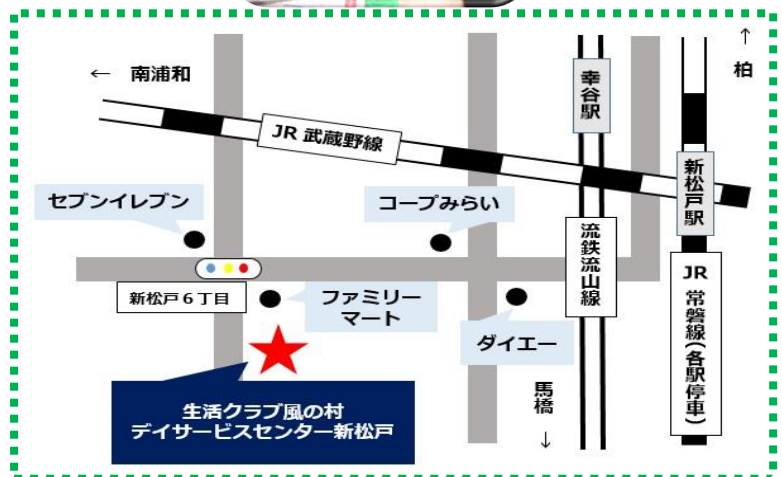 ← 南浦和
↑
柏
幸谷駅
JR 武蔵野線
新松戸駅
セブンイレブン
コープみらい
流鉄流山線
JR
常磐線(各駅停車)
新松戸6丁目
ファミリー
マート
ダイエー
馬橋
↓
生活クラブ風の村
デイサービスセンター新松戸